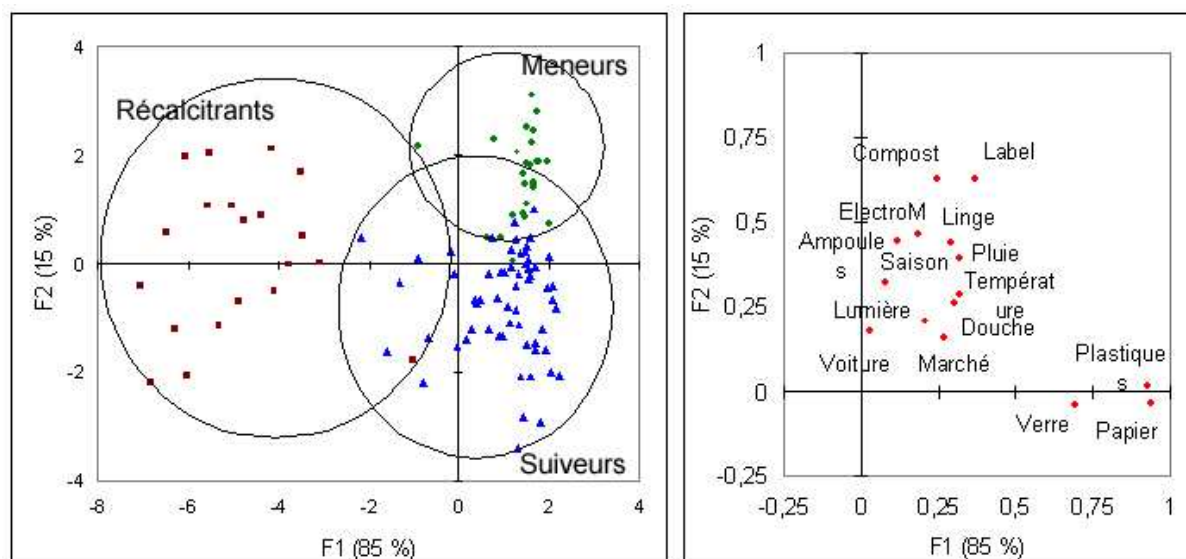 4
Meneurs
Récalcitrants
2
F2 (15 %)
0
-2
Suiveurs
-4
-8 -6 -4 -2 0 2 4
F1 (85 %)
1
0,75
Compost Label
F2 (15 %)
0,5
ElectroM Linge
Ampoule
s
Saison
Pluie
Températ
ure
0,25
Lumière
Douche
Voiture Marché
Plastique
s
0
Verre Papier
-0,25
-0,25 0 0,25 0,5 0,75 1
F1 (85 %)